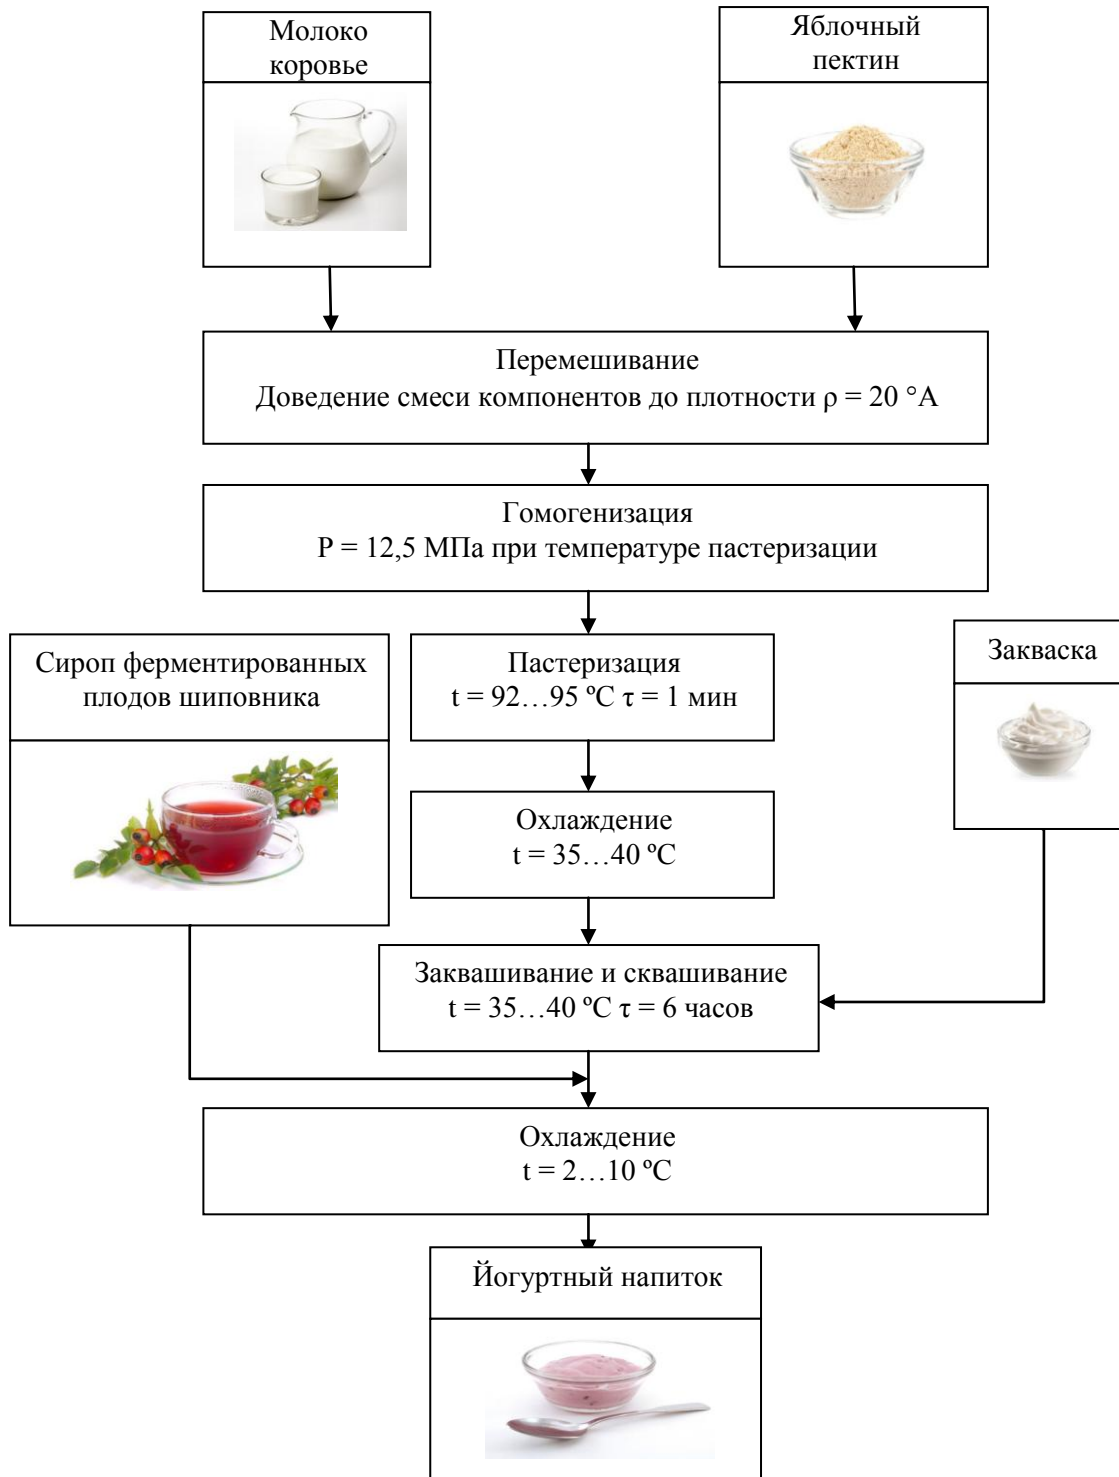 Молоко
коровье
Яблочный
пектин
Перемешивание
Доведение смеси компонентов до плотности ρ = 20 °А
Гомогенизация
Р = 12,5 МПа при температуре пастеризации
Сироп ферментированных
плодов шиповника
Пастеризация
t = 92…95 ºС τ = 1 мин
Закваска
Охлаждение
t = 35…40 ºС
Заквашивание и сквашивание
t = 35…40 ºС τ = 6 часов
Охлаждение
t = 2…10 ºС
Йогуртный напиток